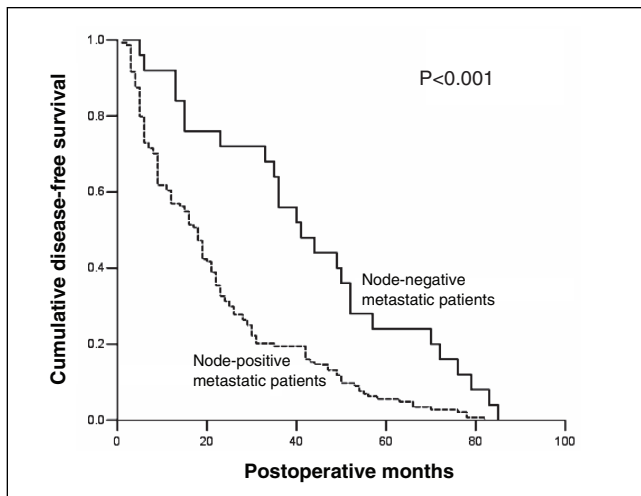 P<0.001
Cumulative disease-free survival
1.0
0.8
0.6
0.4
0.2
0.0
Node-negative
metastatic patients
Node-positive
metastatic patients
0
20
40
60
80
100
Postoperative months